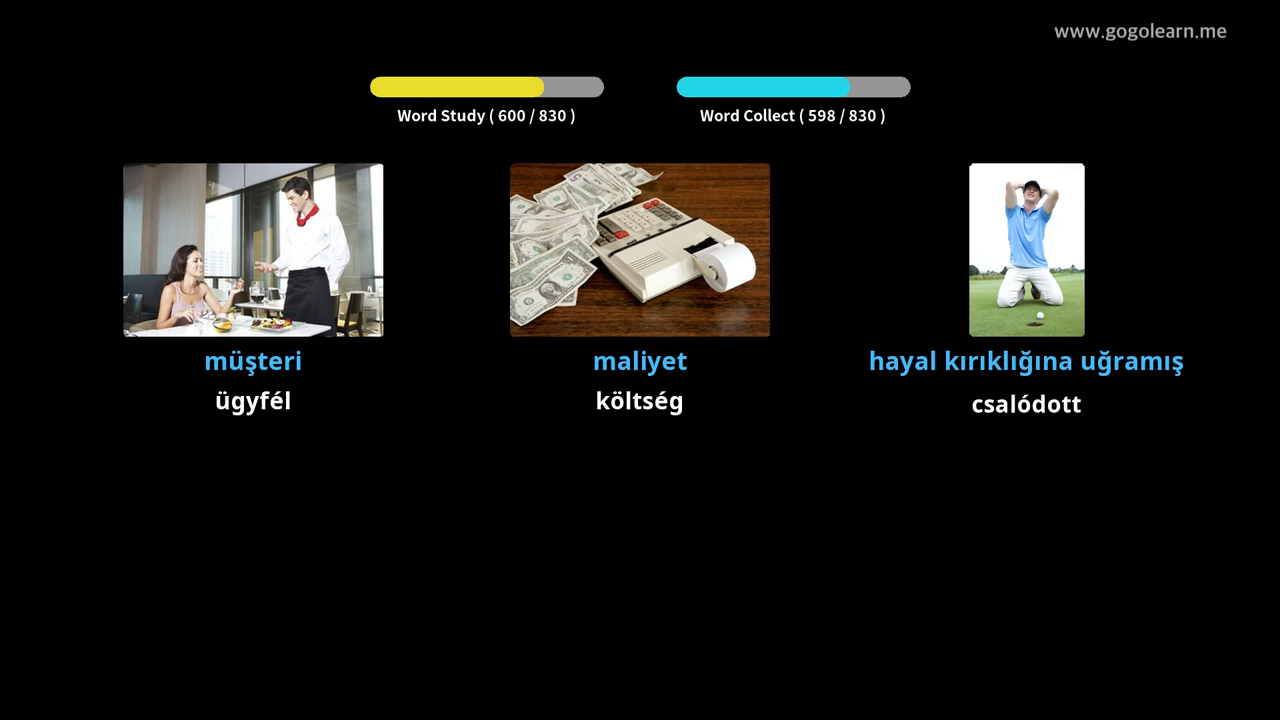 www.gogolearn.me
Word Study ( 600 / 830 )
Word Collect ( 598 / 830 )
müşteri
ügyfél
maliyet
költség
hayal kırıklığına uğramış
csalódott